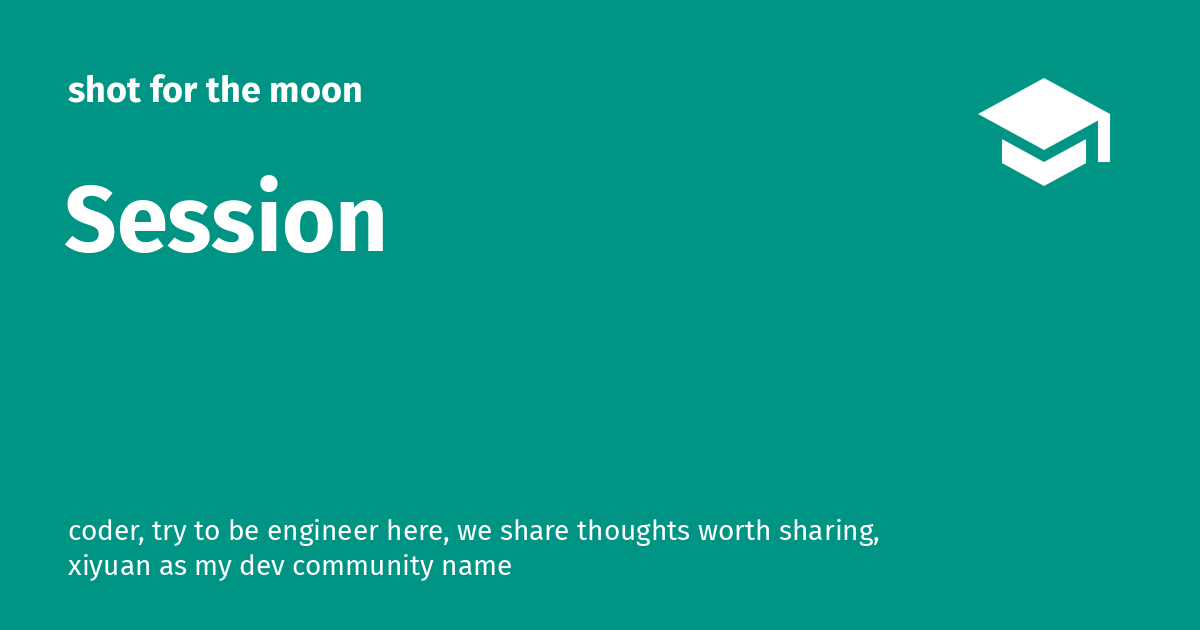 shot for the moon
Session
coder, try to be engineer here, we share thoughts worth sharing,
xiyuan as my dev community name